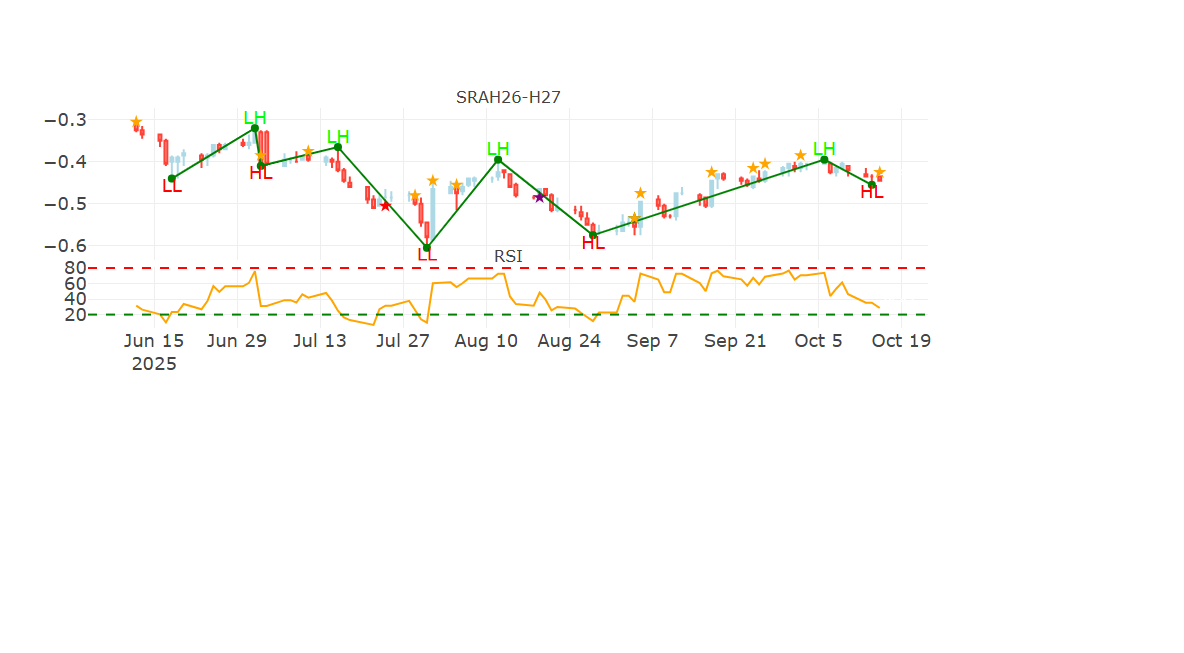 SRAH26-H27
−0.3
−0.4
−0.5
−0.6
LH
LH
LH
LH
LL
HL
LL
HL
HL
RSI
80
60
40
20
Jun 15
2025
Jun 29
Jul 13
Jul 27
Aug 10
Aug 24
Sep 7
Sep 21
Oct 5
Oct 19